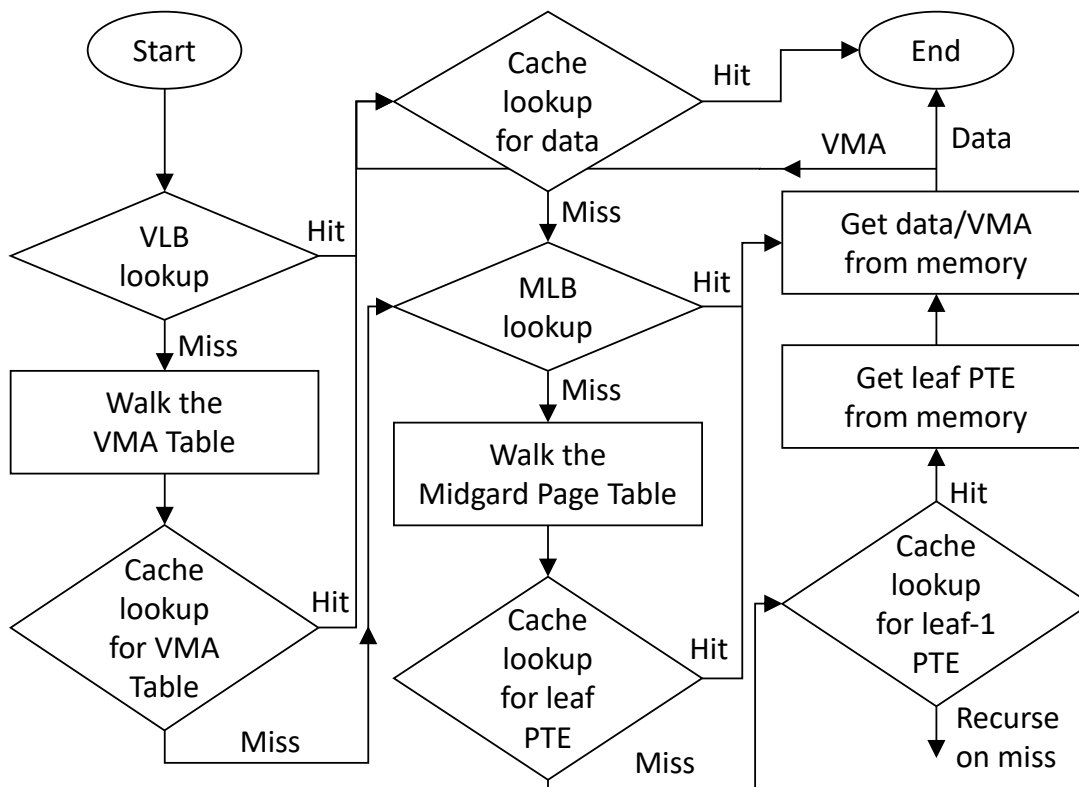 Start
VLB
lookup
Hit
Miss
Walk the
VMA Table
Cache
lookup
for VMA
Table
Hit
Miss
Cache
lookup
for data
Hit
Miss
MLB
lookup
Hit
Miss
Walk the
Midgard Page Table
Cache
lookup
for leaf
PTE
Hit
Miss
End
VMA
Data
Get data/VMA
from memory
Get leaf PTE
from memory
Hit
Cache
lookup
for leaf-1
PTE
Recurse
on miss